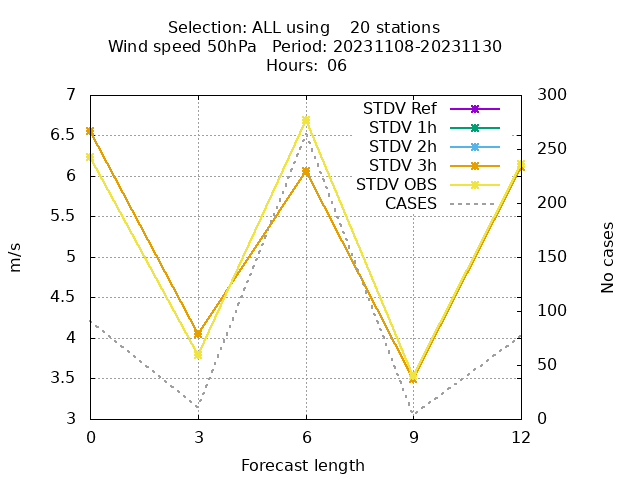 Selection: ALL using    20 stations
Wind speed 50hPa   Period: 20231108-20231130
Hours: 06
7
6.5
6
5.5
5
4.5
4
3.5
3
m/s
300
250
200
150
100
50
0
No cases
STDV Ref
STDV 1h
STDV 2h
STDV 3h
STDV OBS
CASES
0 3 6 9 12
Forecast length